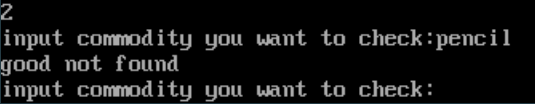 2
input commodity you want to check:pencil
good not found
input commodity you want to check: